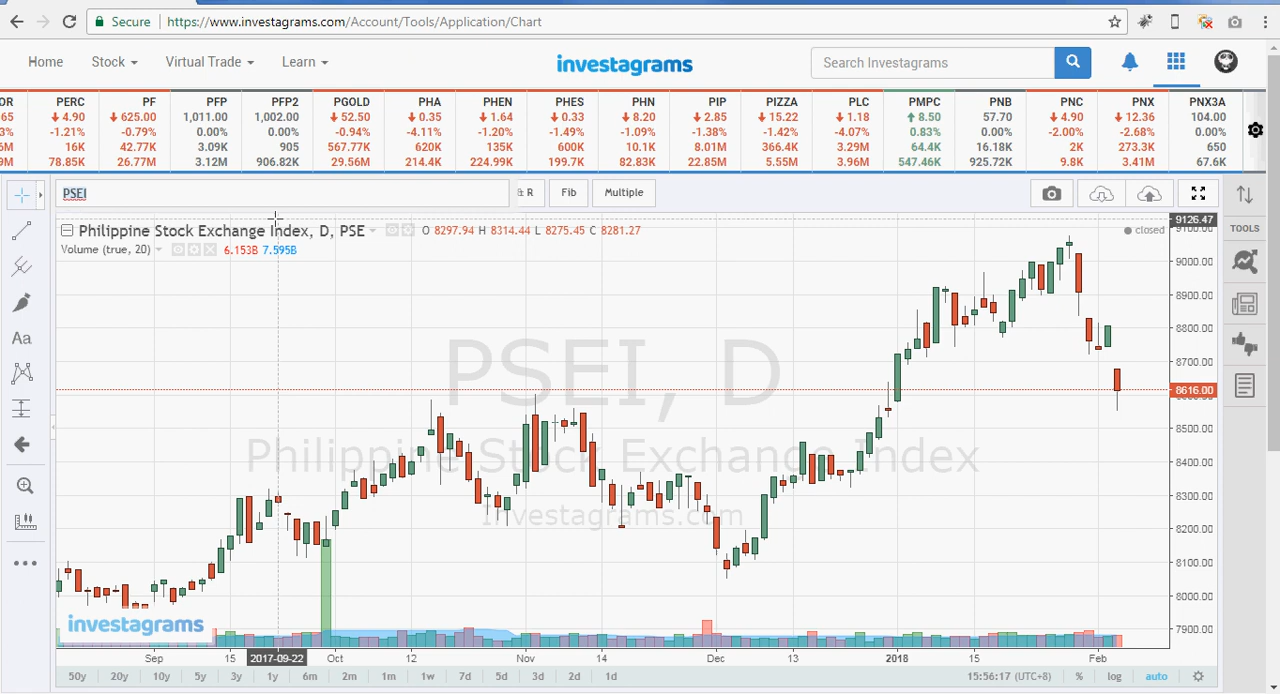 Secure https://www.investagrams.com/Account/Tools/Application/Chart
Home Stock Virtual Trade Learn investagrams Search Investagrams
OR PERC PF PFP PFP2 PGOLD PHA PHEN PHES PHN PIP PIZZA PLC PMPC PNB PNC PNX PNX3A
65 4.90 625.00 1,011.00 1,002.00 52.50 0.35 1.64 0.33 8.20 2.85 15.22 1.18 8.50 57.70 4.90 12.36 104.00
3% -1.21% -0.79% 0.00% 0.00% -0.94% -4.11% -1.20% -1.49% -1.09% -1.38% -1.42% -4.07% 0.83% 0.00% -2.00% -2.68% 0.00%
9K 16K 42.77K 3.09K 905 567.77K 620K 135K 600K 10.1K 8.01M 366.4K 3.29M 64.4K 16.18K 2K 273.3K 650
9M 78.85K 26.77M 3.12M 906.82K 29.56M 214.4K 224.99K 199.7K 82.83K 22.85M 5.55M 3.96M 547.46K 925.72K 9.8K 3.41M 67.6K
PSEI & R Fib Multiple
Philippine Stock Exchange Index, D, PSE O 8297.94 H 8314.44 L 8275.45 C 8281.27
Volume (true, 20) 6.153B 7.595B
closed
TOOLS
9126.47
9100.00
9000.00
8900.00
8800.00
8700.00
8616.00
8500.00
8400.00
8300.00
8200.00
8100.00
8000.00
7900.00
PSEI, D
Philippine Stock Exchange Index
Investagrams.com
Aa
investagrams
Sep 15 2017-09-22 Oct 12 Nov 14 Dec 13 2018 15 Feb
50y 20y 10y 5y 3y 1y 6m 2m 1m 1w 7d 5d 3d 2d 1d 15:56:17 (UTC+8) % log auto